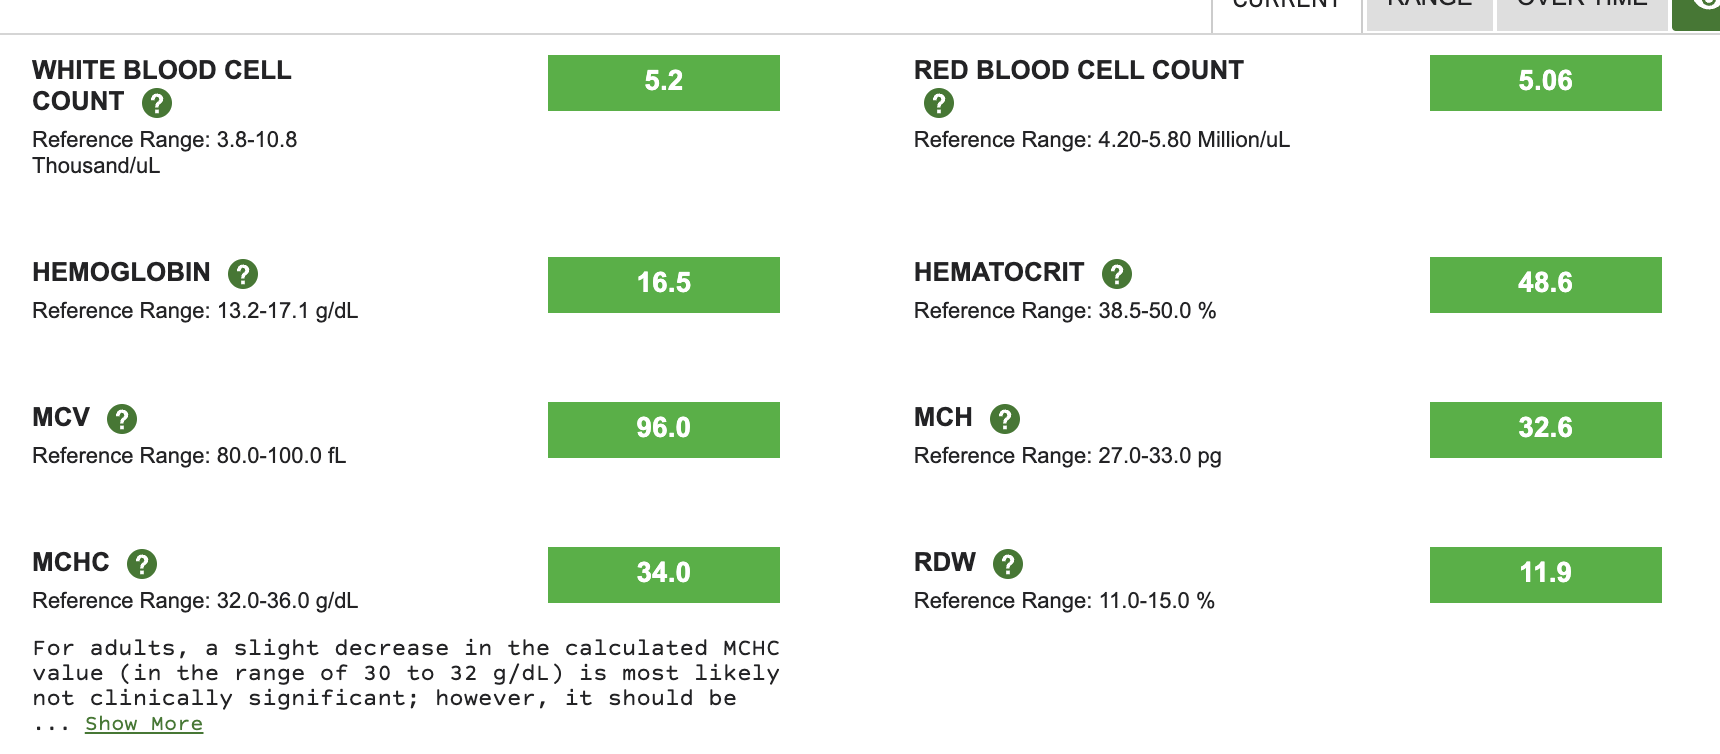 CURRENT
RANGE
OVER TIME
WHITE BLOOD CELL
COUNT ?
5.2
Reference Range: 3.8-10.8
Thousand/uL
RED BLOOD CELL COUNT
?
5.06
Reference Range: 4.20-5.80 Million/uL
HEMOGLOBIN ?
16.5
Reference Range: 13.2-17.1 g/dL
HEMATOCRIT ?
48.6
Reference Range: 38.5-50.0 %
MCV ?
96.0
Reference Range: 80.0-100.0 fL
MCH ?
32.6
Reference Range: 27.0-33.0 pg
MCHC ?
34.0
Reference Range: 32.0-36.0 g/dL
For adults, a slight decrease in the calculated MCHC
value (in the range of 30 to 32 g/dL) is most likely
not clinically significant; however, it should be
... Show More
RDW ?
11.9
Reference Range: 11.0-15.0 %